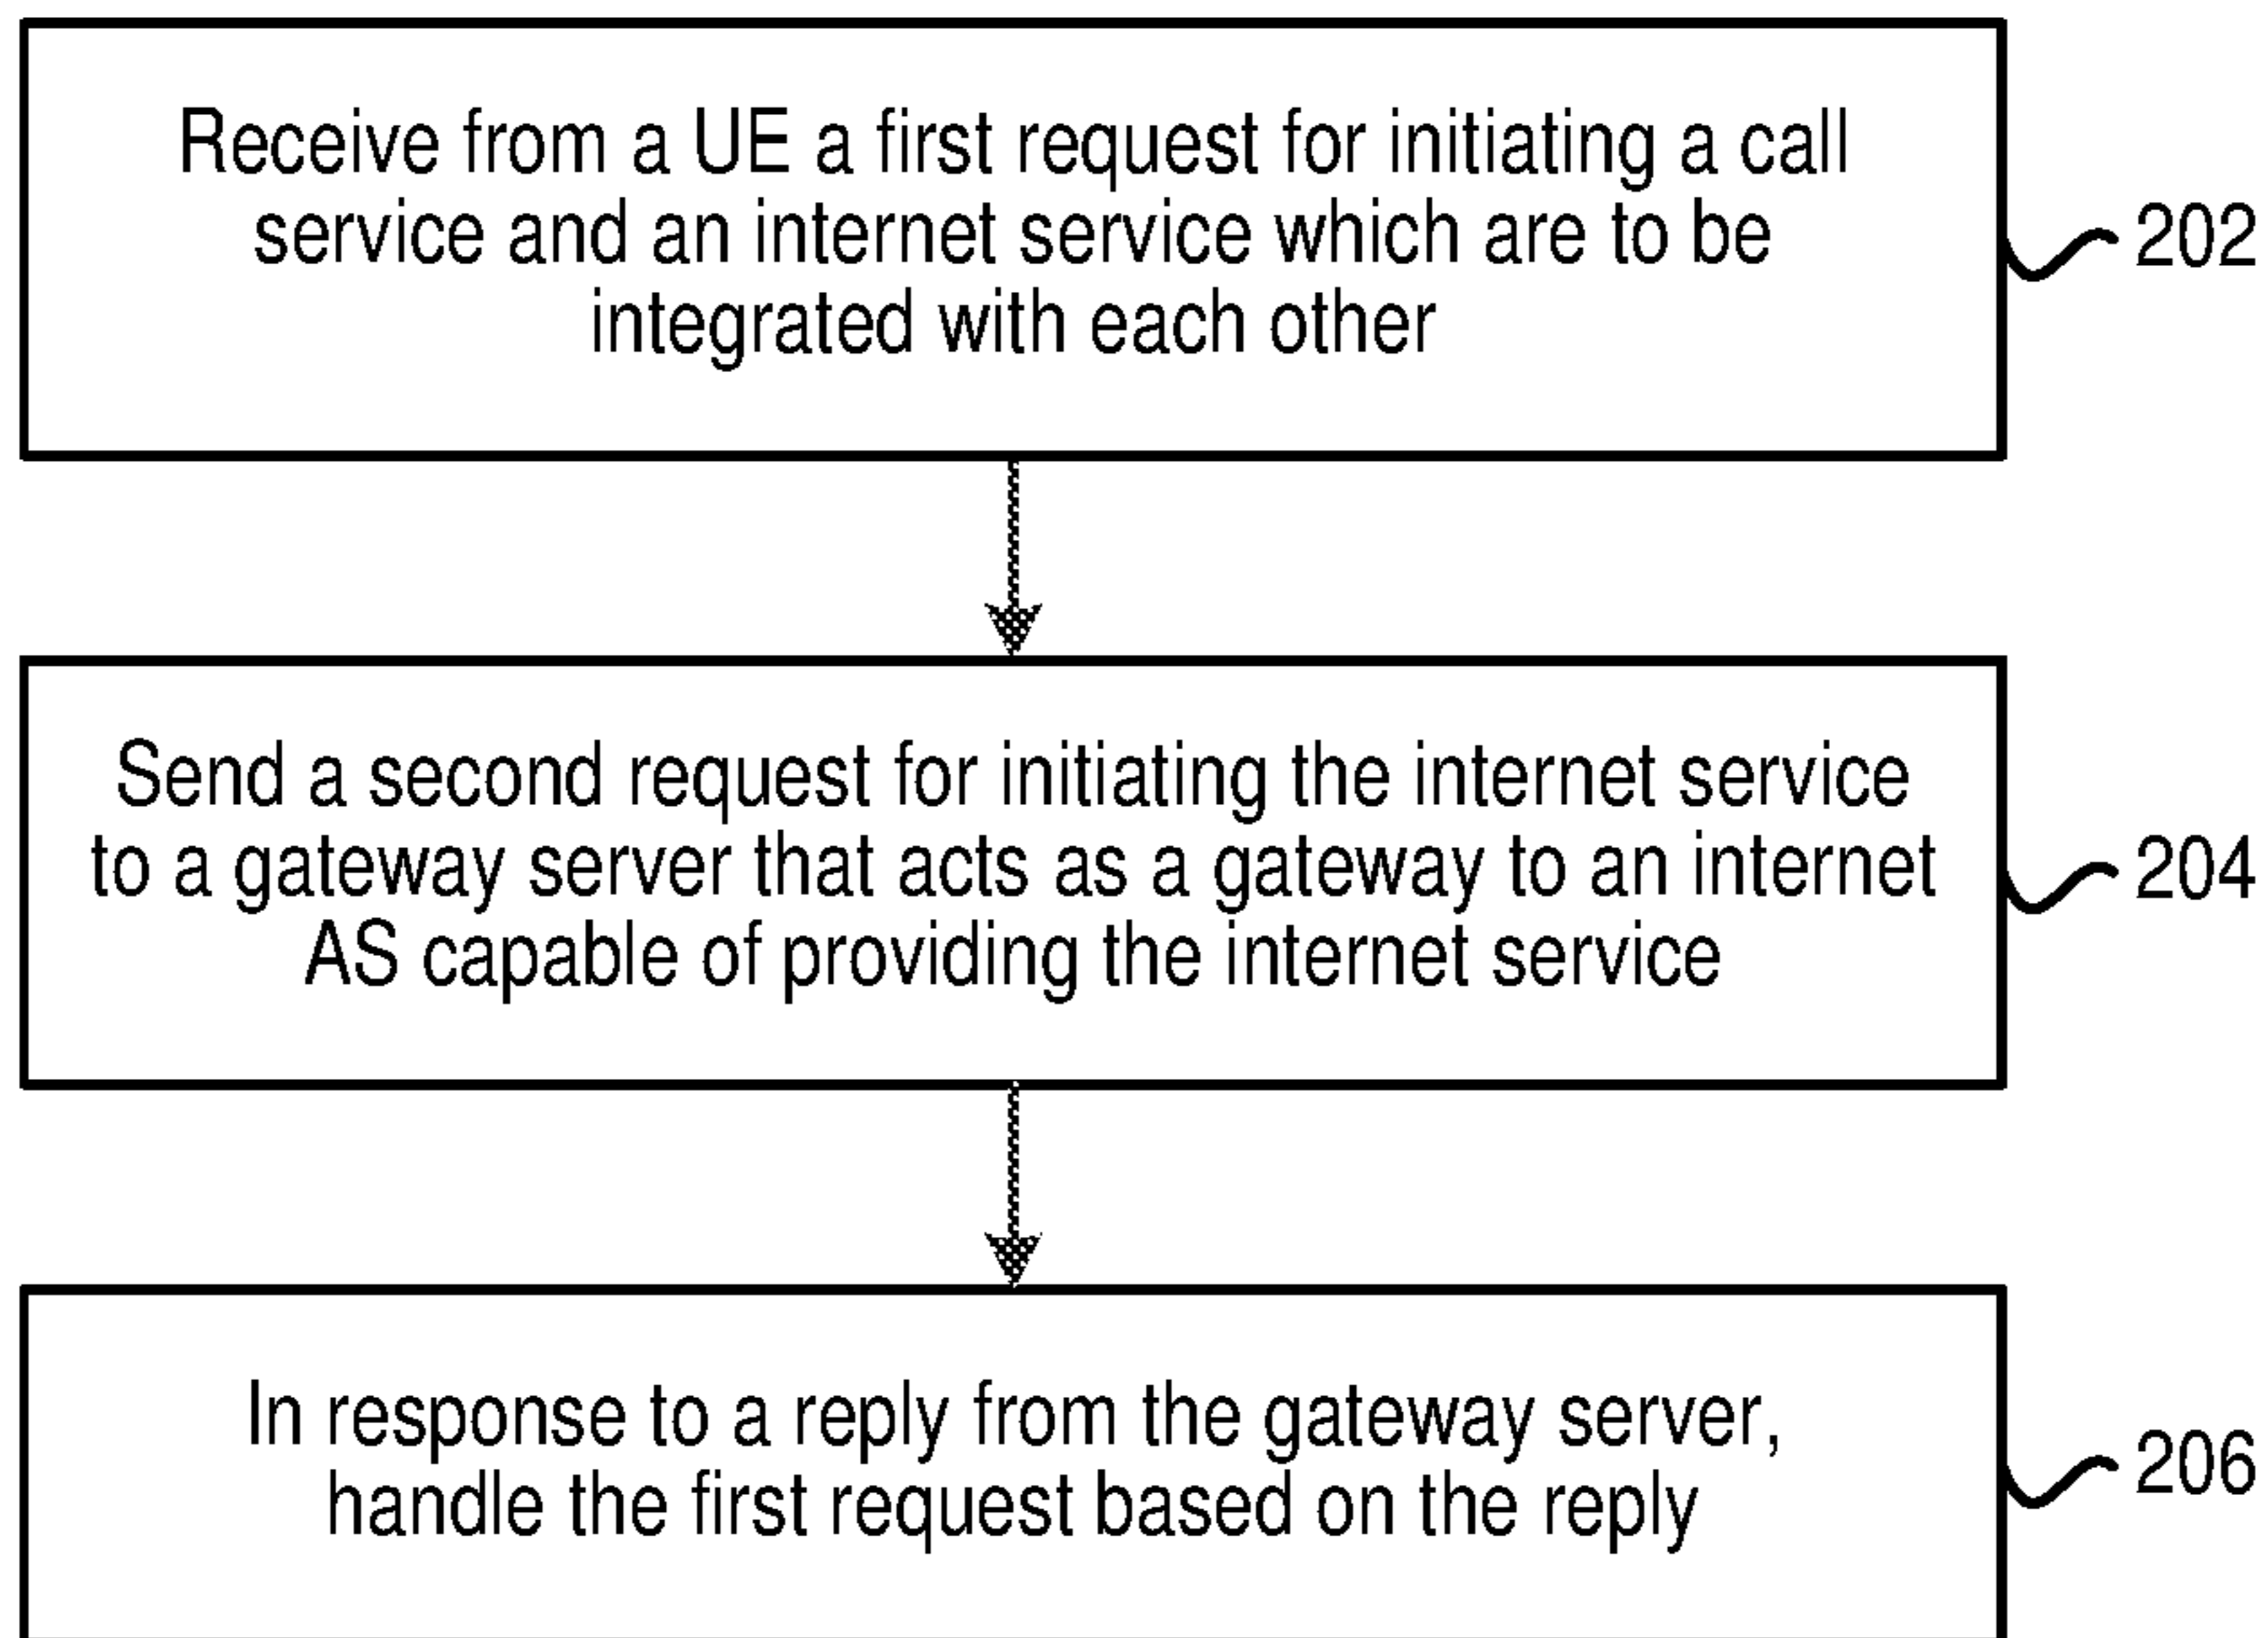 Receive from a UE a first request for initiating a call
service and an internet service which are to be
integrated with each other
202
Send a second request for initiating the internet service
to a gateway server that acts as a gateway to an internet
AS capable of providing the internet service
204
In response to a reply from the gateway server,
handle the first request based on the reply
206